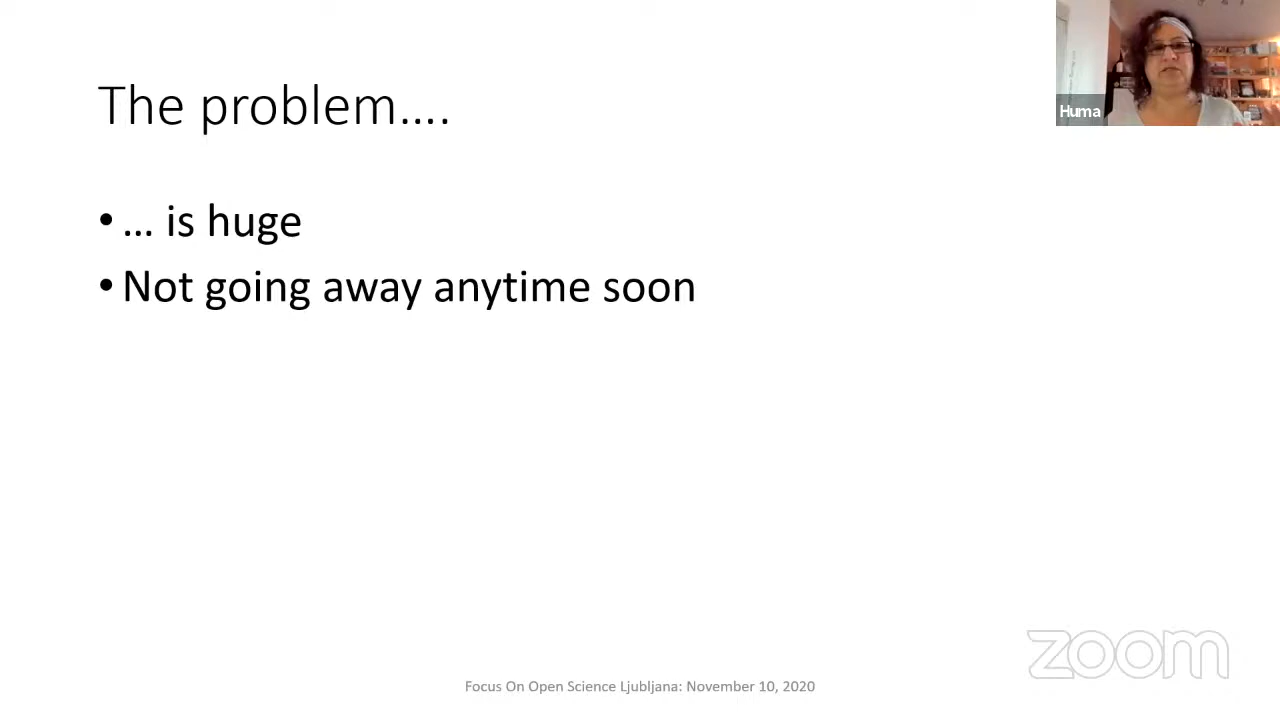 The problem....
Huma
• ... is huge
• Not going away anytime soon
zoom
Focus On Open Science Ljubljana: November 10, 2020